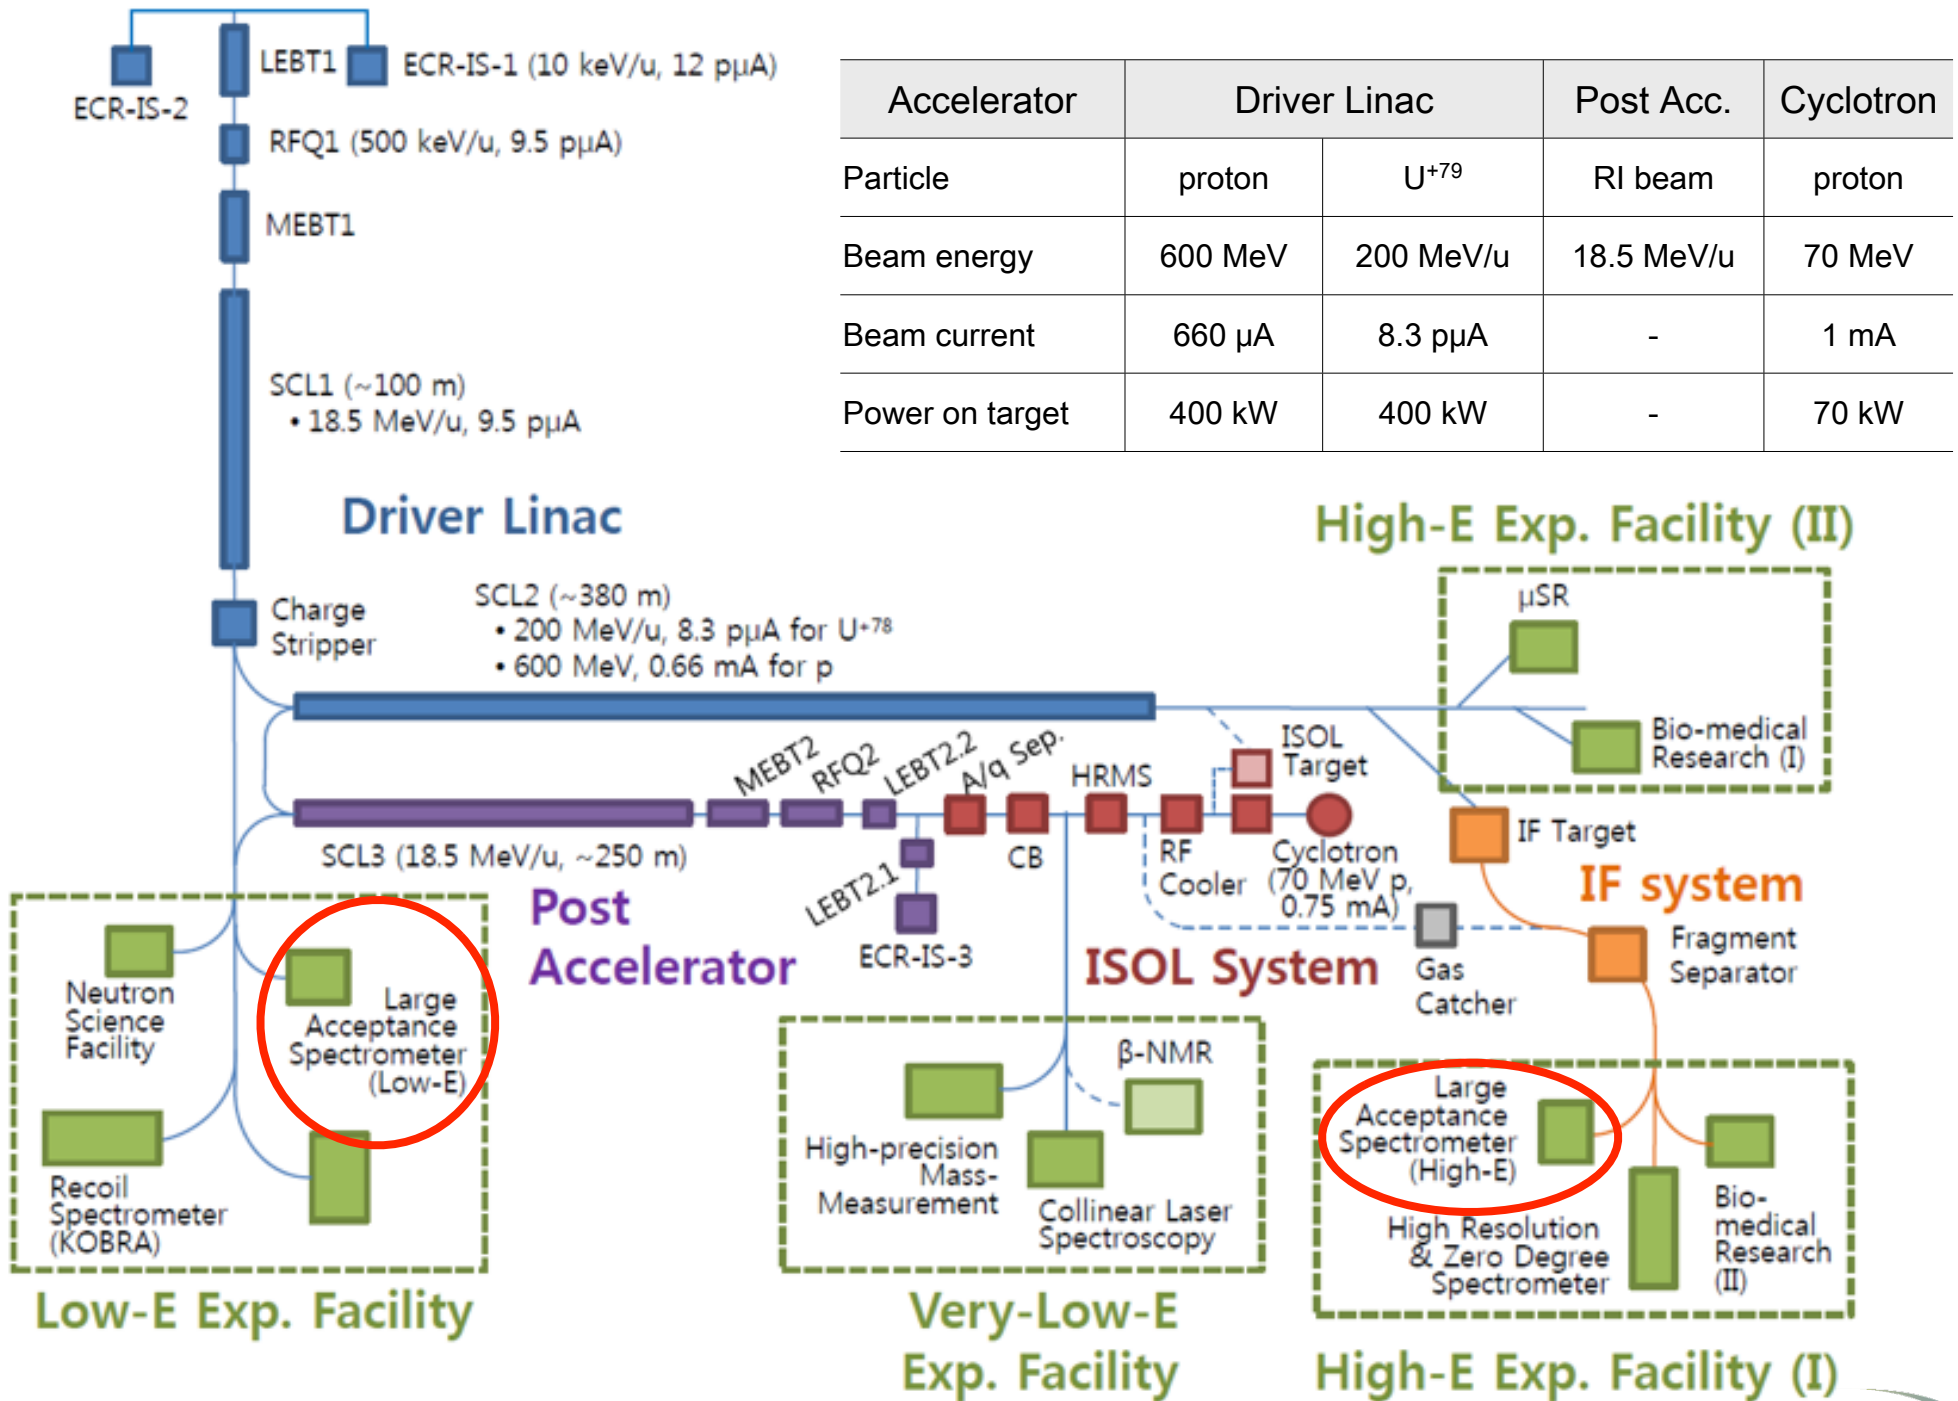 LEBT1
ECR-IS-1 (10 keV/u, 12 pµA)
ECR-IS-2
RFQ1 (500 keV/u, 9.5 pµA)
MEBT1
SCL1 (~100 m)
• 18.5 MeV/u, 9.5 pµA
Accelerator Driver Linac Post Acc. Cyclotron
Particle proton U+79 RI beam proton
Beam energy 600 MeV 200 MeV/u 18.5 MeV/u 70 MeV
Beam current 660 µA 8.3 pµA - 1 mA
Power on target 400 kW 400 kW - 70 kW
Driver Linac
Charge
Stripper
SCL2 (~380 m)
• 200 MeV/u, 8.3 pµA for U+78
• 600 MeV, 0.66 mA for p
High-E Exp. Facility (II)
µSR
Bio-medical
Research (I)
MEBT2
RFQ2
LEBT2.2
A/q Sep.
HRMS
ISOL
Target
SCL3 (18.5 MeV/u, ~250 m)
LEBT2.1
ECR-IS-3
CB
RF
Cooler
Cyclotron
(70 MeV p,
0.75 mA)
IF Target
IF system
Post
Accelerator
ISOL System
Gas
Catcher
Fragment
Separator
Neutron
Science
Facility
Large
Acceptance
Spectrometer
(Low-E)
Recoil
Spectrometer
(KOBRA)
Low-E Exp. Facility
β-NMR
High-precision
Mass-
Measurement
Collinear Laser
Spectroscopy
Very-Low-E
Exp. Facility
Large
Acceptance
Spectrometer
(High-E)
High Resolution
& Zero Degree
Spectrometer
Bio-
medical
Research
(II)
High-E Exp. Facility (I)